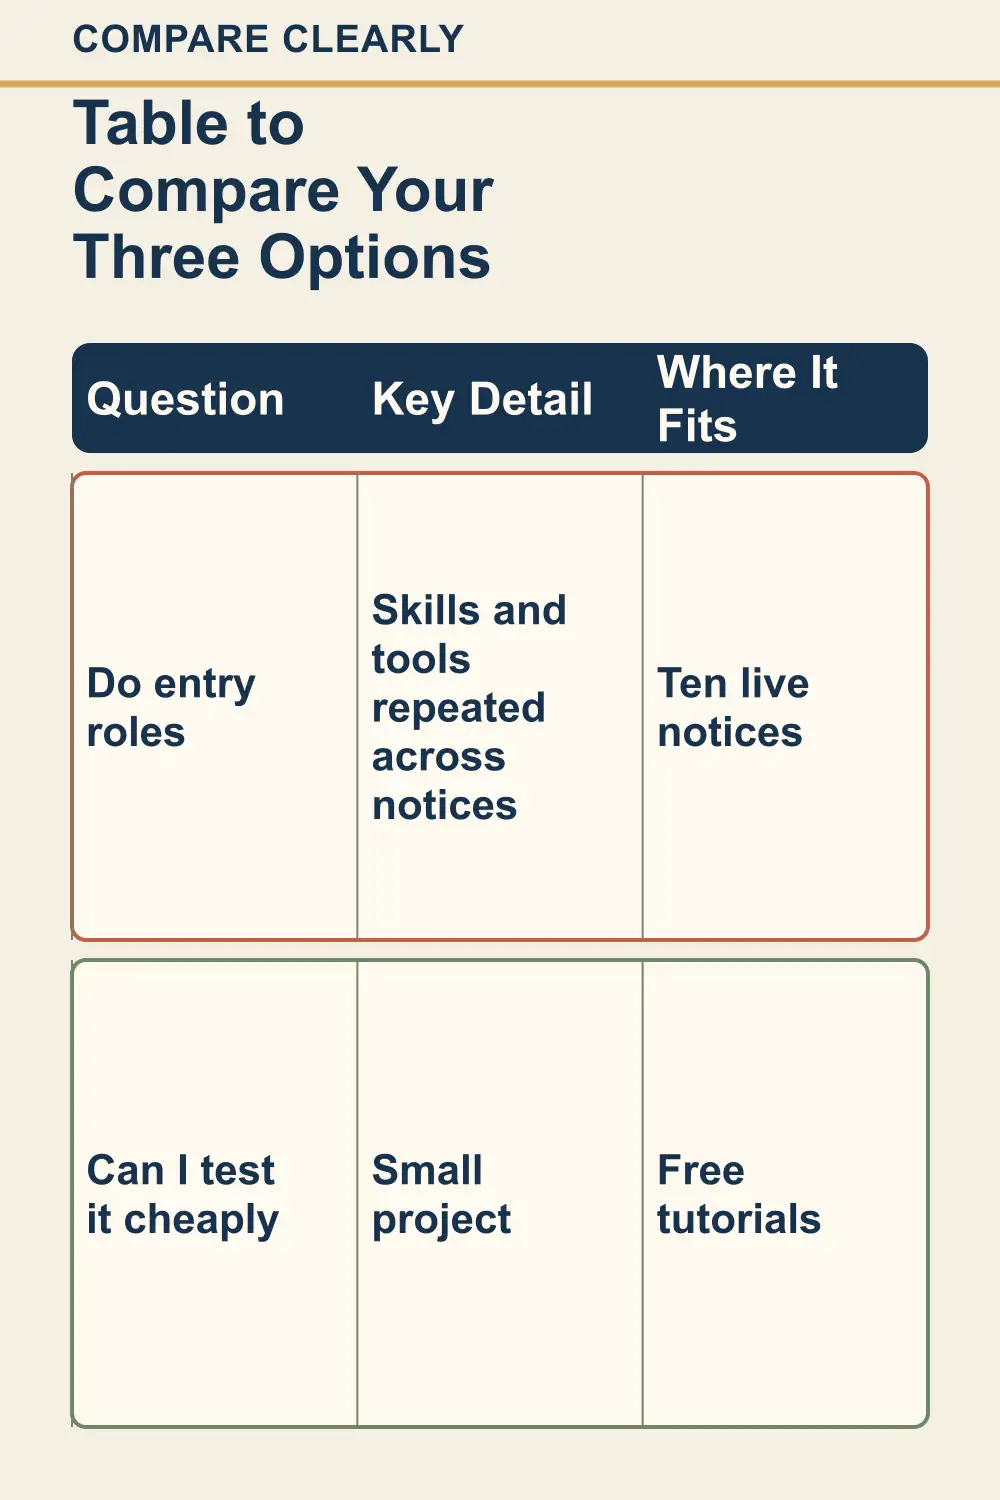 COMPARE CLEARLY
Table to
Compare Your
Three Options
Question
Key Detail
Where It
Fits
Do entry
roles
Skills and
tools
repeated
across
notices
Ten live
notices
Can I test
it cheaply
Small
project
Free
tutorials